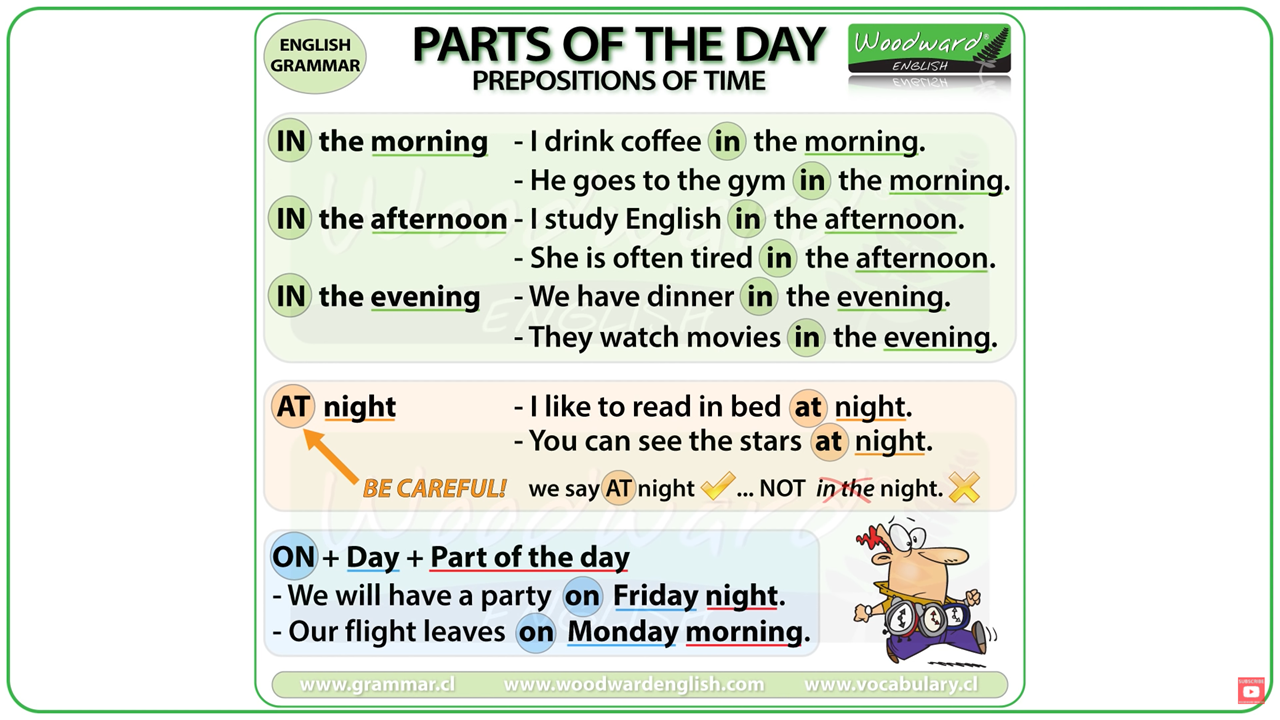 ENGLISH
GRAMMAR
PARTS OF THE DAY
PREPOSITIONS OF TIME
Woodward®
ENGLISH
IN the morning - I drink coffee in the morning.
- He goes to the gym in the morning.
IN the afternoon - I study English in the afternoon.
- She is often tired in the afternoon.
IN the evening - We have dinner in the evening.
- They watch movies in the evening.
AT night - I like to read in bed at night.
- You can see the stars at night.
BE CAREFUL! we say AT night ... NOT in the night.
ON + Day + Part of the day
- We will have a party on Friday night.
- Our flight leaves on Monday morning.
www.grammar.cl www.woodwardenglish.com www.vocabulary.cl
SUBSCRIBE